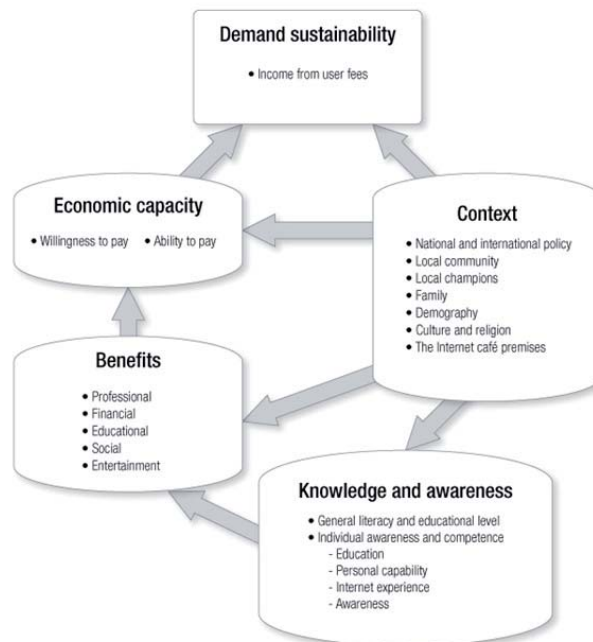 Demand sustainability
• Income from user fees
Economic capacity
• Willingness to pay • Ability to pay
Context
• National and international policy
• Local community
• Local champions
• Family
• Demography
• Culture and religion
• The Internet café premises
Benefits
• Professional
• Financial
• Educational
• Social
• Entertainment
Knowledge and awareness
• General literacy and educational level
• Individual awareness and competence
- Education
- Personal capability
- Internet experience
- Awareness